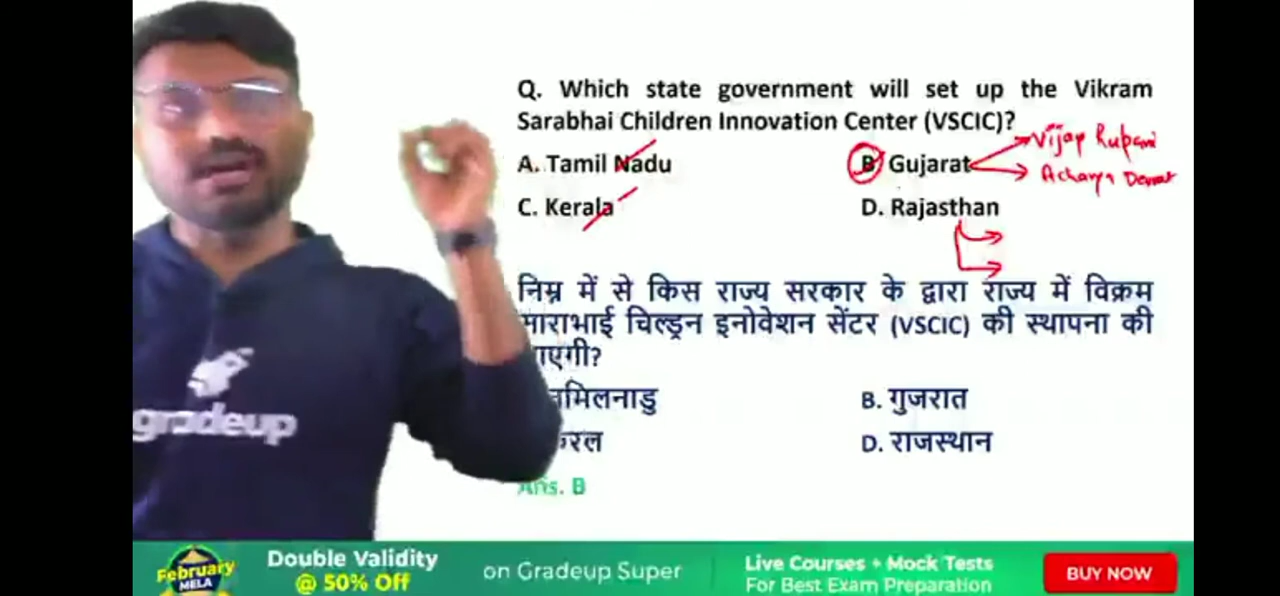 Q. Which state government will set up the Vikram
Sarabhai Children Innovation Center (VSCIC)?
A. Tamil Nadu
B Gujarat
Vijay Rupani
Acharya Devrat
C. Kerala
D. Rajasthan
निम्न में से किस राज्य सरकार के द्वारा राज्य में विक्रम
साराभाई चिल्ड्रन इनोवेशन सेंटर (VSCIC) की स्थापना की
जाएगी?
तमिलनाडु
B. गुजरात
केरल
D. राजस्थान
Ans. B
gradeup
February
MELA
Double Validity
@ 50% Off
on Gradeup Super
Live Courses + Mock Tests
For Best Exam Preparation
BUY NOW